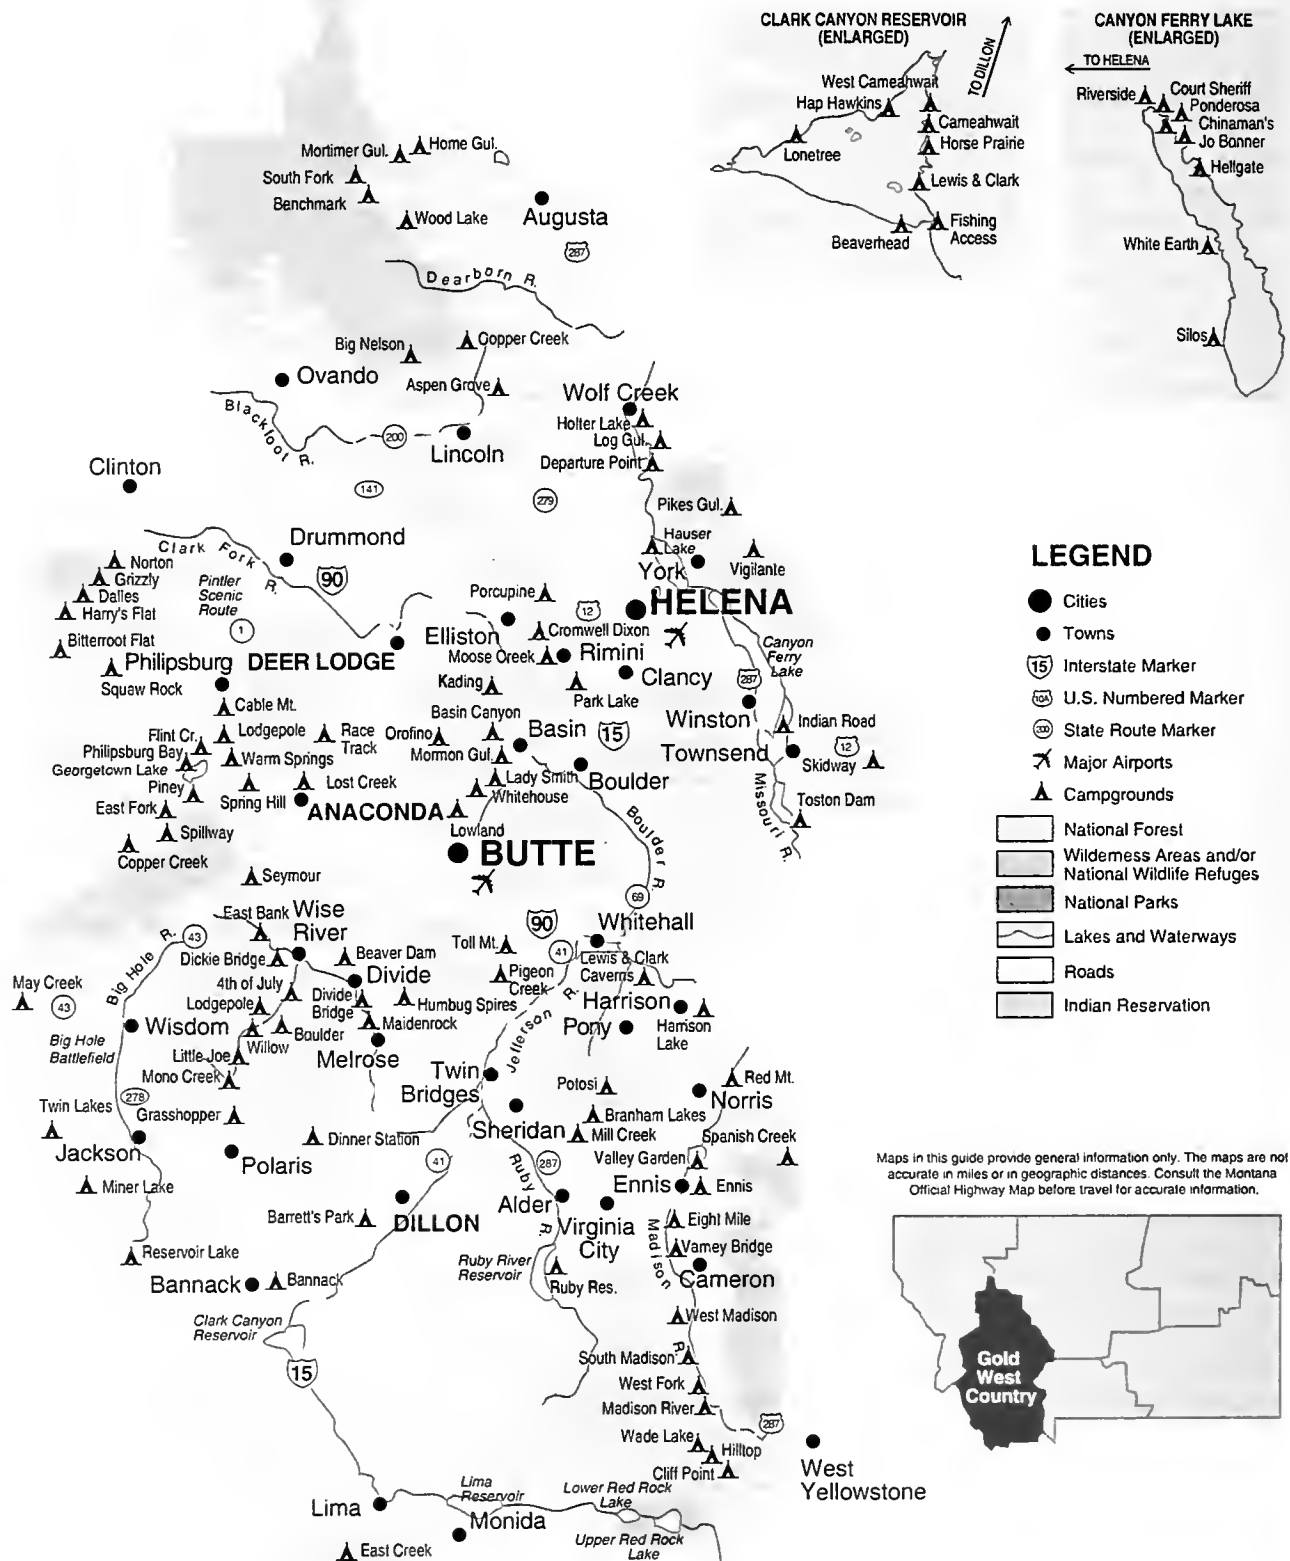 CLARK CANYON RESERVOIR
(ENLARGED)
TO DILLON
West Cameahwait
Hap Hawkins
Cameahwait
Lonetree
Horse Prairie
Lewis & Clark
Beaverhead
Fishing
Access
CANYON FERRY LAKE
(ENLARGED)
TO HELENA
Riverside
Court Sheriff
Ponderosa
Chinaman's
Jo Bonner
Hellgate
White Earth
Silos
Mortimer Gul.
Home Gul.
South Fork
Benchmark
Wood Lake
Augusta
287
Dearborn R.
Big Nelson
Copper Creek
Ovando
Aspen Grove
Wolf Creek
Blackfoot R.
200
Lincoln
Holter Lake
Log Gul.
Departure Point
Clinton
141
279
Pikes Gul.
Drummond
Clark Fork R.
90
Hauser
Lake
York
Vigilante
Norton
Grizzly
Dalles
Harry's Flat
Pintler
Scenic
Route
1
Porcupine
12
HELENA
Bitterroot Flat
Elliston
Cromwell Dixon
Philipsburg
DEER LODGE
Moose Creek
Rimini
Canyon
Ferry
Lake
Squaw Rock
Kading
Park Lake
Clancy
287
Cable Mt.
Basin Canyon
Winston
Flint Cr.
Lodgepole
Race
Track
Orofino
Basin
15
Indian Road
Philipsburg Bay
Warm Springs
Mormon Gul.
Townsend
12
Georgetown Lake
Lost Creek
Lady Smith
Boulder
Skidway
Piney
Spring Hill
Whitehouse
East Fork
ANACONDA
Toston Dam
Missouri R.
Spillway
Lowland
Boulder R.
Copper Creek
BUTTE
Seymour
69
East Bank
Wise
River
90
Whitehall
43
Toll Mt.
41
Big Hole R.
Dickie Bridge
Beaver Dam
Lewis & Clark
Caverns
May Creek
4th of July
Divide
Pigeon
Creek
43
Lodgepole
Divide
Bridge
Humbug Spires
Harrison
Wisdom
Boulder
Maidenrock
Pony
Harrison
Lake
Big Hole
Battlefield
Willow
Jefferson R.
Little Joe
Melrose
Mono Creek
Twin
Bridges
Potosi
Red Mt.
278
Norris
Twin Lakes
Grasshopper
Branham Lakes
Sheridan
Mill Creek
Spanish Creek
Jackson
Dinner Station
Valley Garden
Polaris
41
287
Ruby R.
Ennis
Ennis
Miner Lake
Alder
Barrett's Park
DILLON
Virginia
City
Eight Mile
Madison R.
Varney Bridge
Reservoir Lake
Ruby River
Reservoir
Cameron
Bannack
Bannack
Ruby Res.
Clark Canyon
Reservoir
West Madison
15
South Madison
West Fork
Madison River
287
Wade Lake
Hilltop
Cliff Point
West
Yellowstone
Lima
Lima
Reservoir
Lower Red Rock
Lake
Monida
Upper Red Rock
Lake
East Creek
LEGEND
Cities
Towns
15 Interstate Marker
10A U.S. Numbered Marker
200 State Route Marker
Major Airports
Campgrounds
National Forest
Wilderness Areas and/or
National Wildlife Refuges
National Parks
Lakes and Waterways
Roads
Indian Reservation
Maps in this guide provide general information only. The maps are not
accurate in miles or in geographic distances. Consult the Montana
Official Highway Map before travel for accurate information.
Gold
West
Country